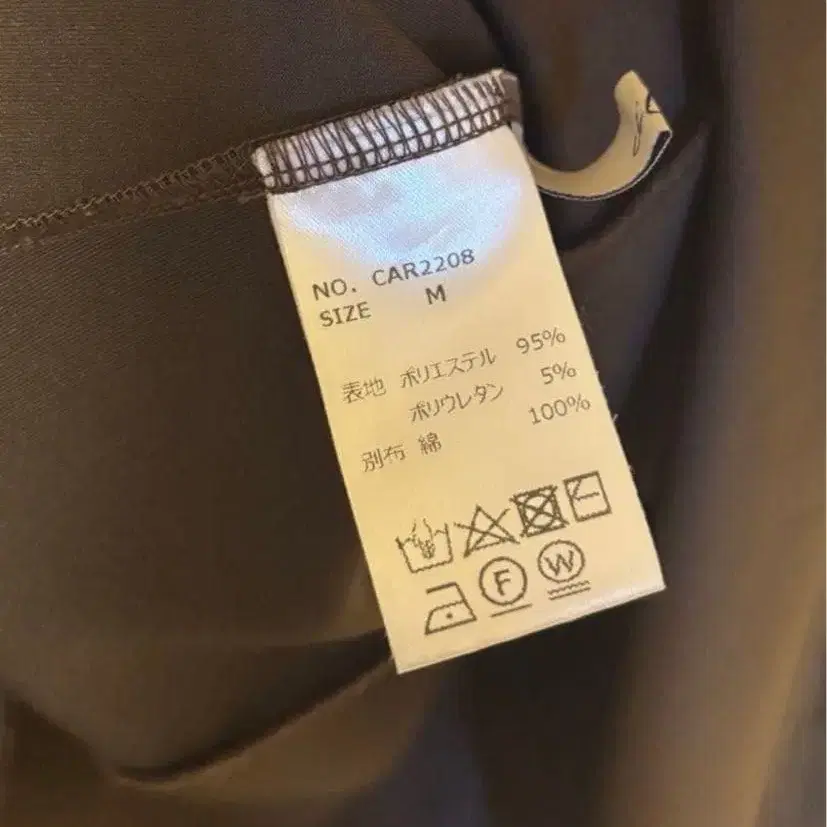 NO. CAR2208
SIZE M
表地 ポリエステル 95%
ポリウレタン 5%
別布 綿 100%
F W